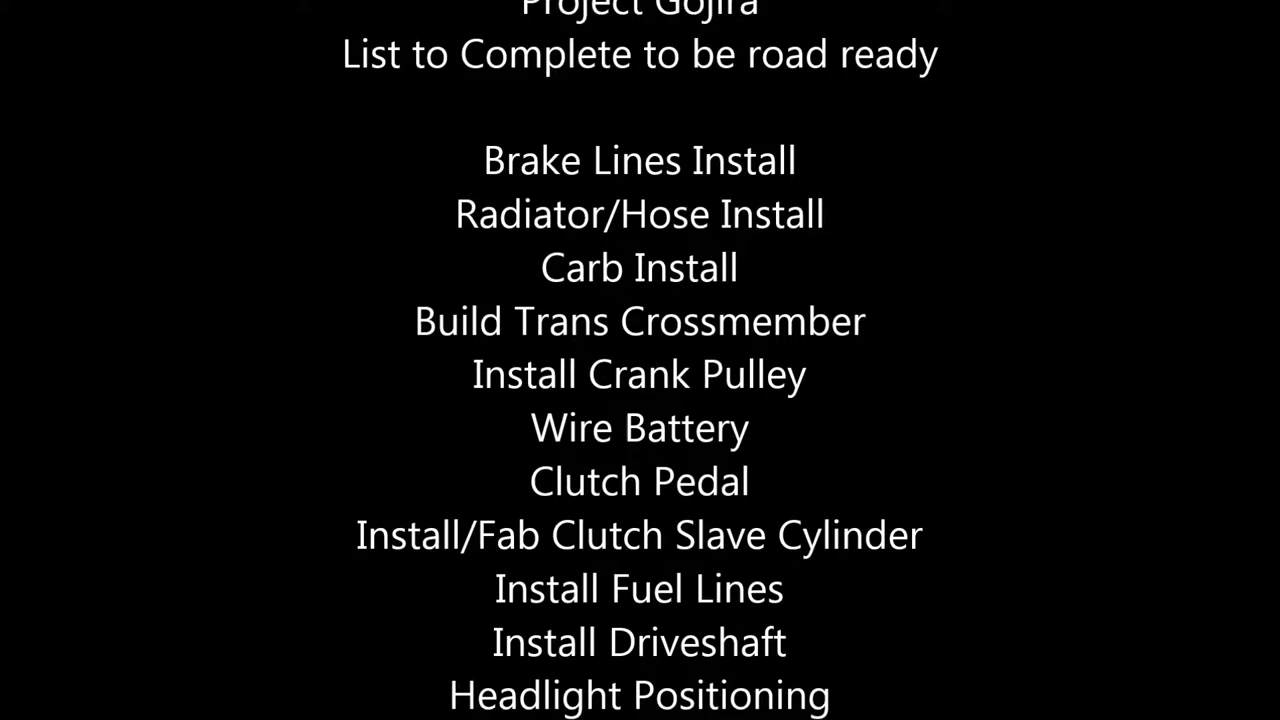 Project Gojira
List to Complete to be road ready
Brake Lines Install
Radiator/Hose Install
Carb Install
Build Trans Crossmember
Install Crank Pulley
Wire Battery
Clutch Pedal
Install/Fab Clutch Slave Cylinder
Install Fuel Lines
Install Driveshaft
Headlight Positioning